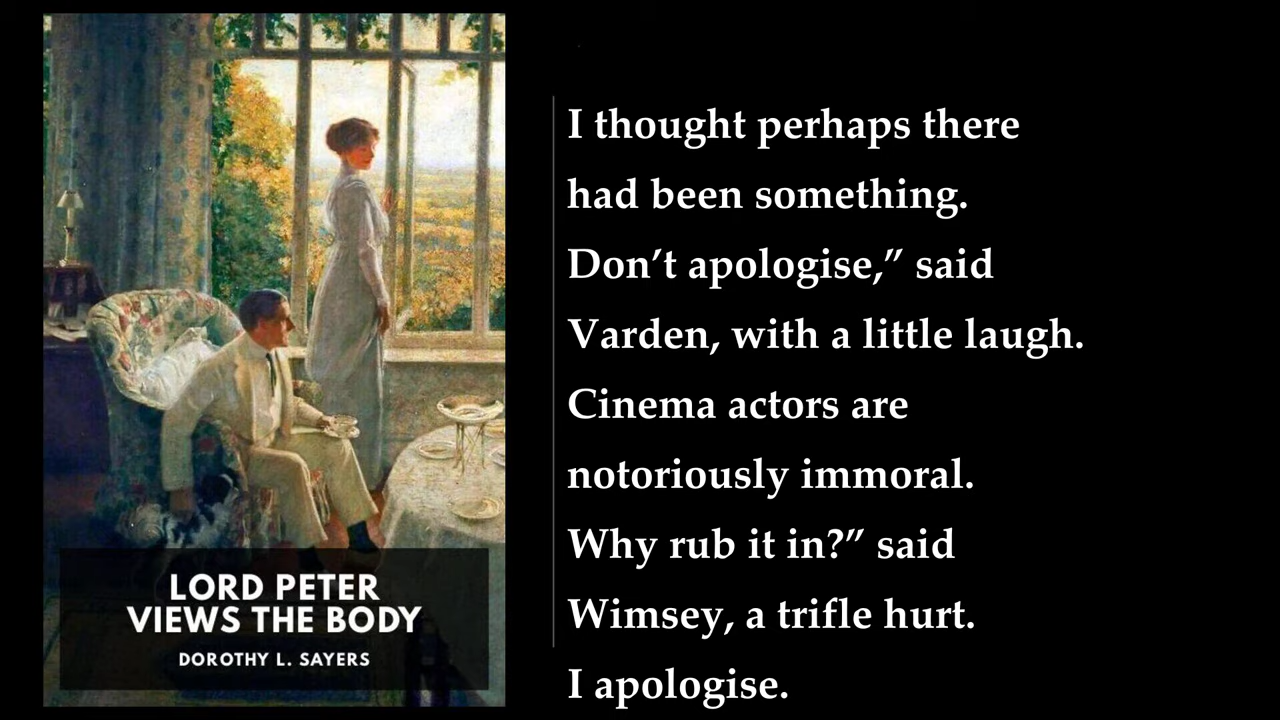 LORD PETER
VIEWS THE BODY
DOROTHY L. SAYERS
I thought perhaps there
had been something.
Don’t apologise,” said
Varden, with a little laugh.
Cinema actors are
notoriously immoral.
Why rub it in?” said
Wimsey, a trifle hurt.
I apologise.